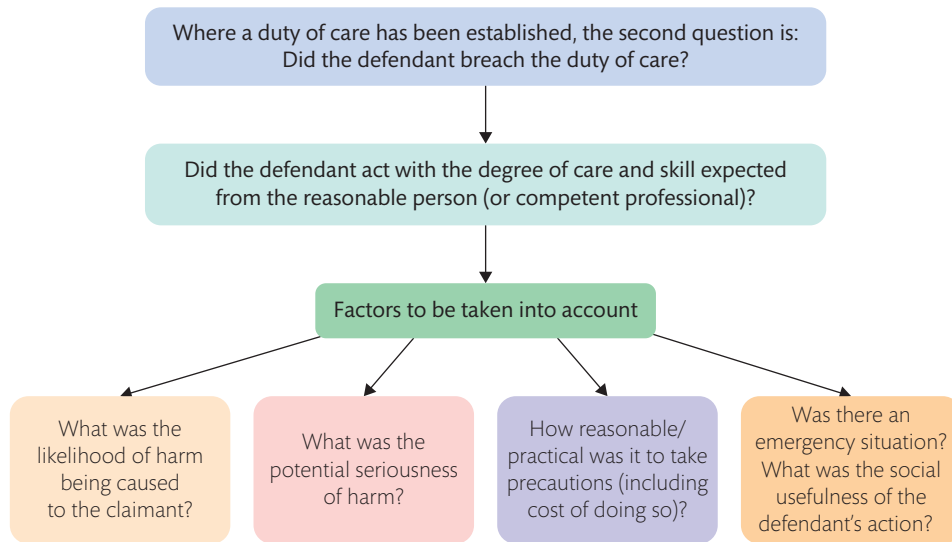 Where a duty of care has been established, the second question is:
Did the defendant breach the duty of care?
Did the defendant act with the degree of care and skill expected
from the reasonable person (or competent professional)?
Factors to be taken into account
What was the
likelihood of harm
being caused
to the claimant?
What was the
potential seriousness
of harm?
How reasonable/
practical was it to take
precautions (including
cost of doing so)?
Was there an
emergency situation?
What was the social
usefulness of the
defendant’s action?